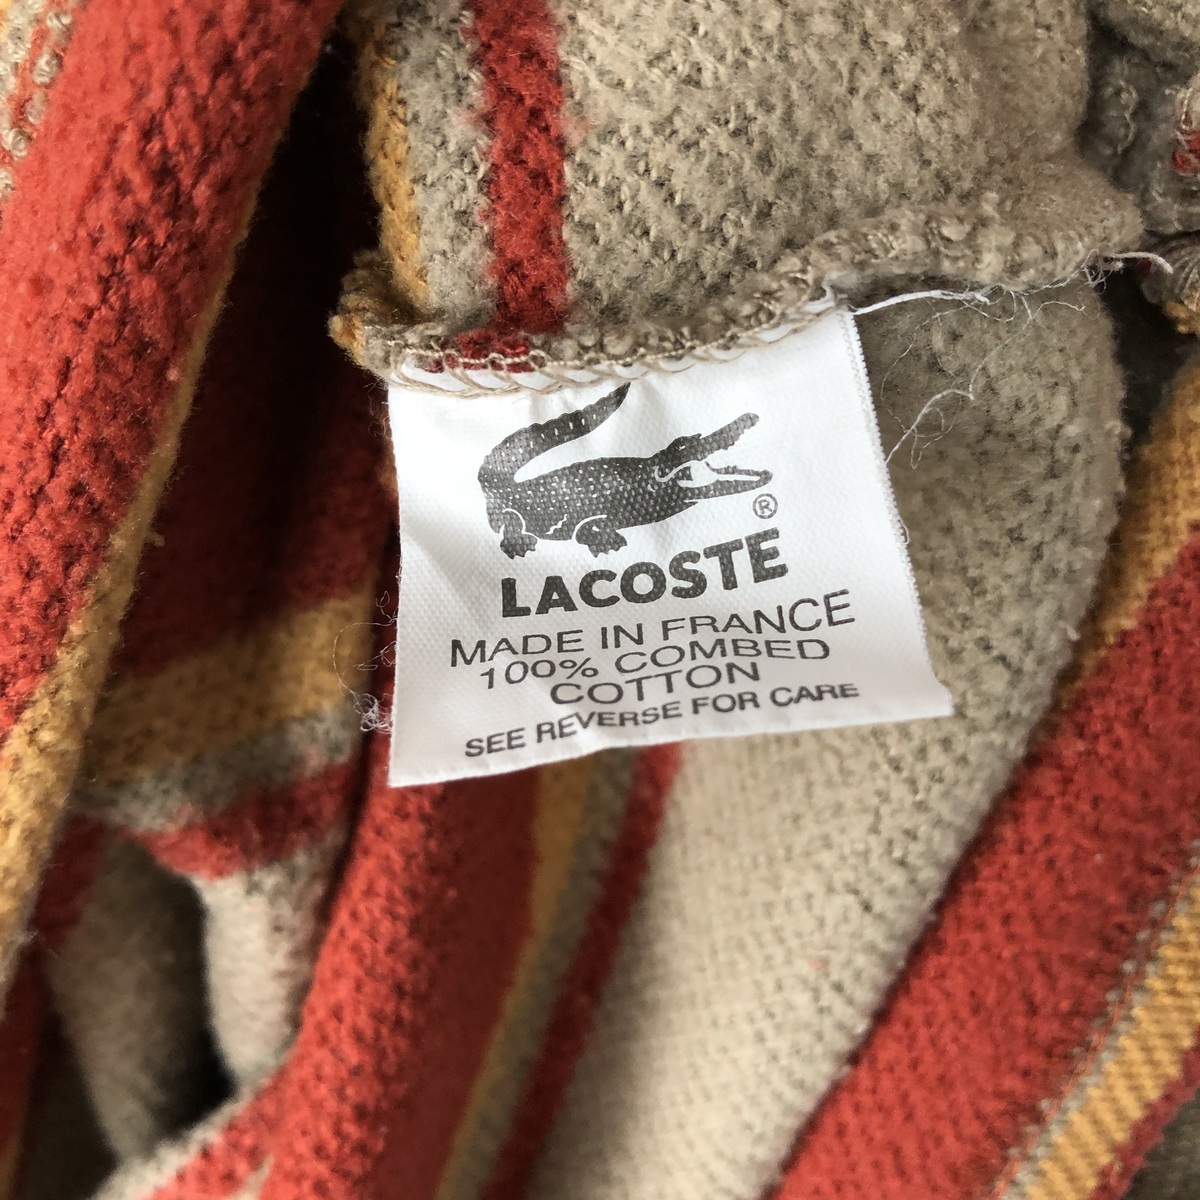 ®
LACOSTE
MADE IN FRANCE
100% COMBED
COTTON
SEE REVERSE FOR CARE